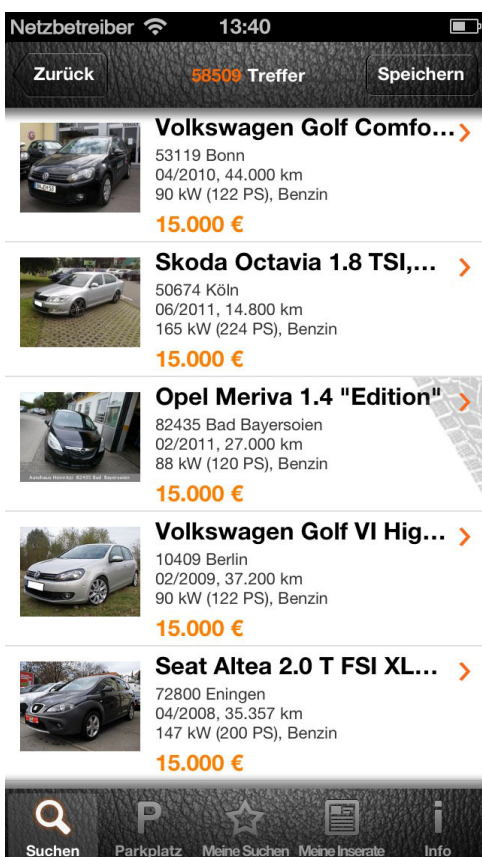 Netzbetreiber 13:40
Zurück 58509 Treffer Speichern
Volkswagen Golf Comfo...
53119 Bonn
04/2010, 44.000 km
90 kW (122 PS), Benzin
15.000 €
Skoda Octavia 1.8 TSI,...
50674 Köln
06/2011, 14.800 km
165 kW (224 PS), Benzin
15.000 €
Opel Meriva 1.4 "Edition"
82435 Bad Bayersoien
02/2011, 27.000 km
88 kW (120 PS), Benzin
15.000 €
Volkswagen Golf VI Hig...
10409 Berlin
02/2009, 37.200 km
90 kW (122 PS), Benzin
15.000 €
Seat Altea 2.0 T FSI XL...
72800 Eningen
04/2008, 35.357 km
147 kW (200 PS), Benzin
15.000 €
P i
Suchen Parkplatz Meine Suchen Meine Inserate Info